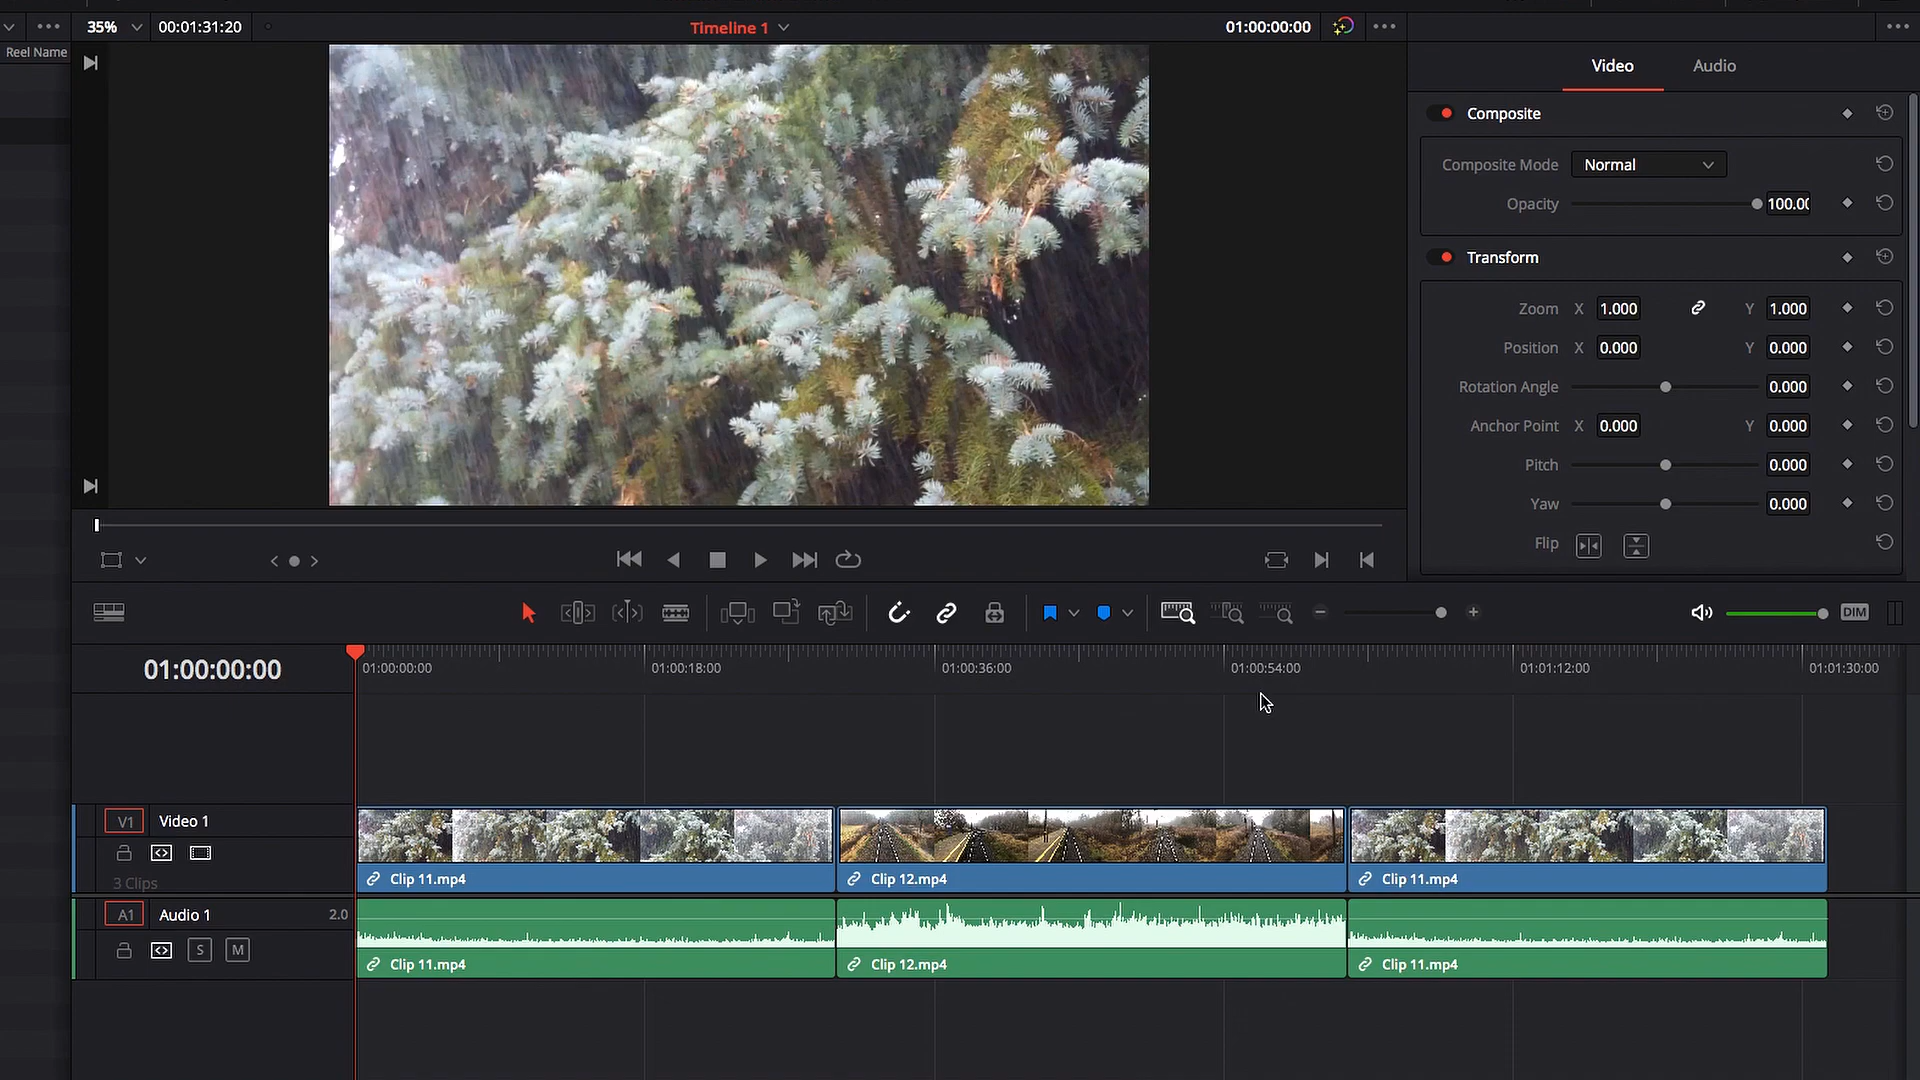 35% 00:01:31:20 Timeline 1 01:00:00:00
Reel Name
Video Audio
Composite
Composite Mode Normal
Opacity 100.00
Transform
Zoom X 1.000 Y 1.000
Position X 0.000 Y 0.000
Rotation Angle 0.000
Anchor Point X 0.000 Y 0.000
Pitch 0.000
Yaw 0.000
Flip
DIM
01:00:00:00
01:00:00:00 01:00:18:00 01:00:36:00 01:00:54:00 01:01:12:00 01:01:30:00
V1 Video 1
3 Clips
Clip 11.mp4 Clip 12.mp4 Clip 11.mp4
A1 Audio 1 2.0
S M
Clip 11.mp4 Clip 12.mp4 Clip 11.mp4